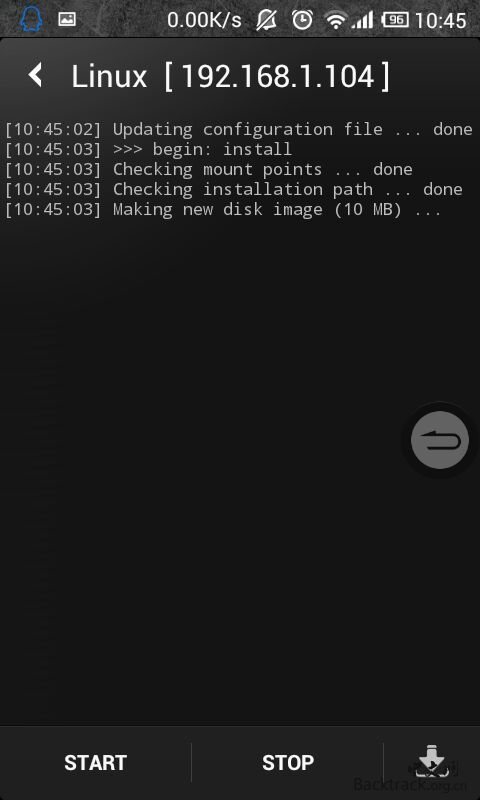 0.00K/s 96 10:45
Linux [ 192.168.1.104 ]
[10:45:02] Updating configuration file ... done
[10:45:03] >>> begin: install
[10:45:03] Checking mount points ... done
[10:45:03] Checking installation path ... done
[10:45:03] Making new disk image (10 MB) ...
START STOP
Backtrack.org.cn